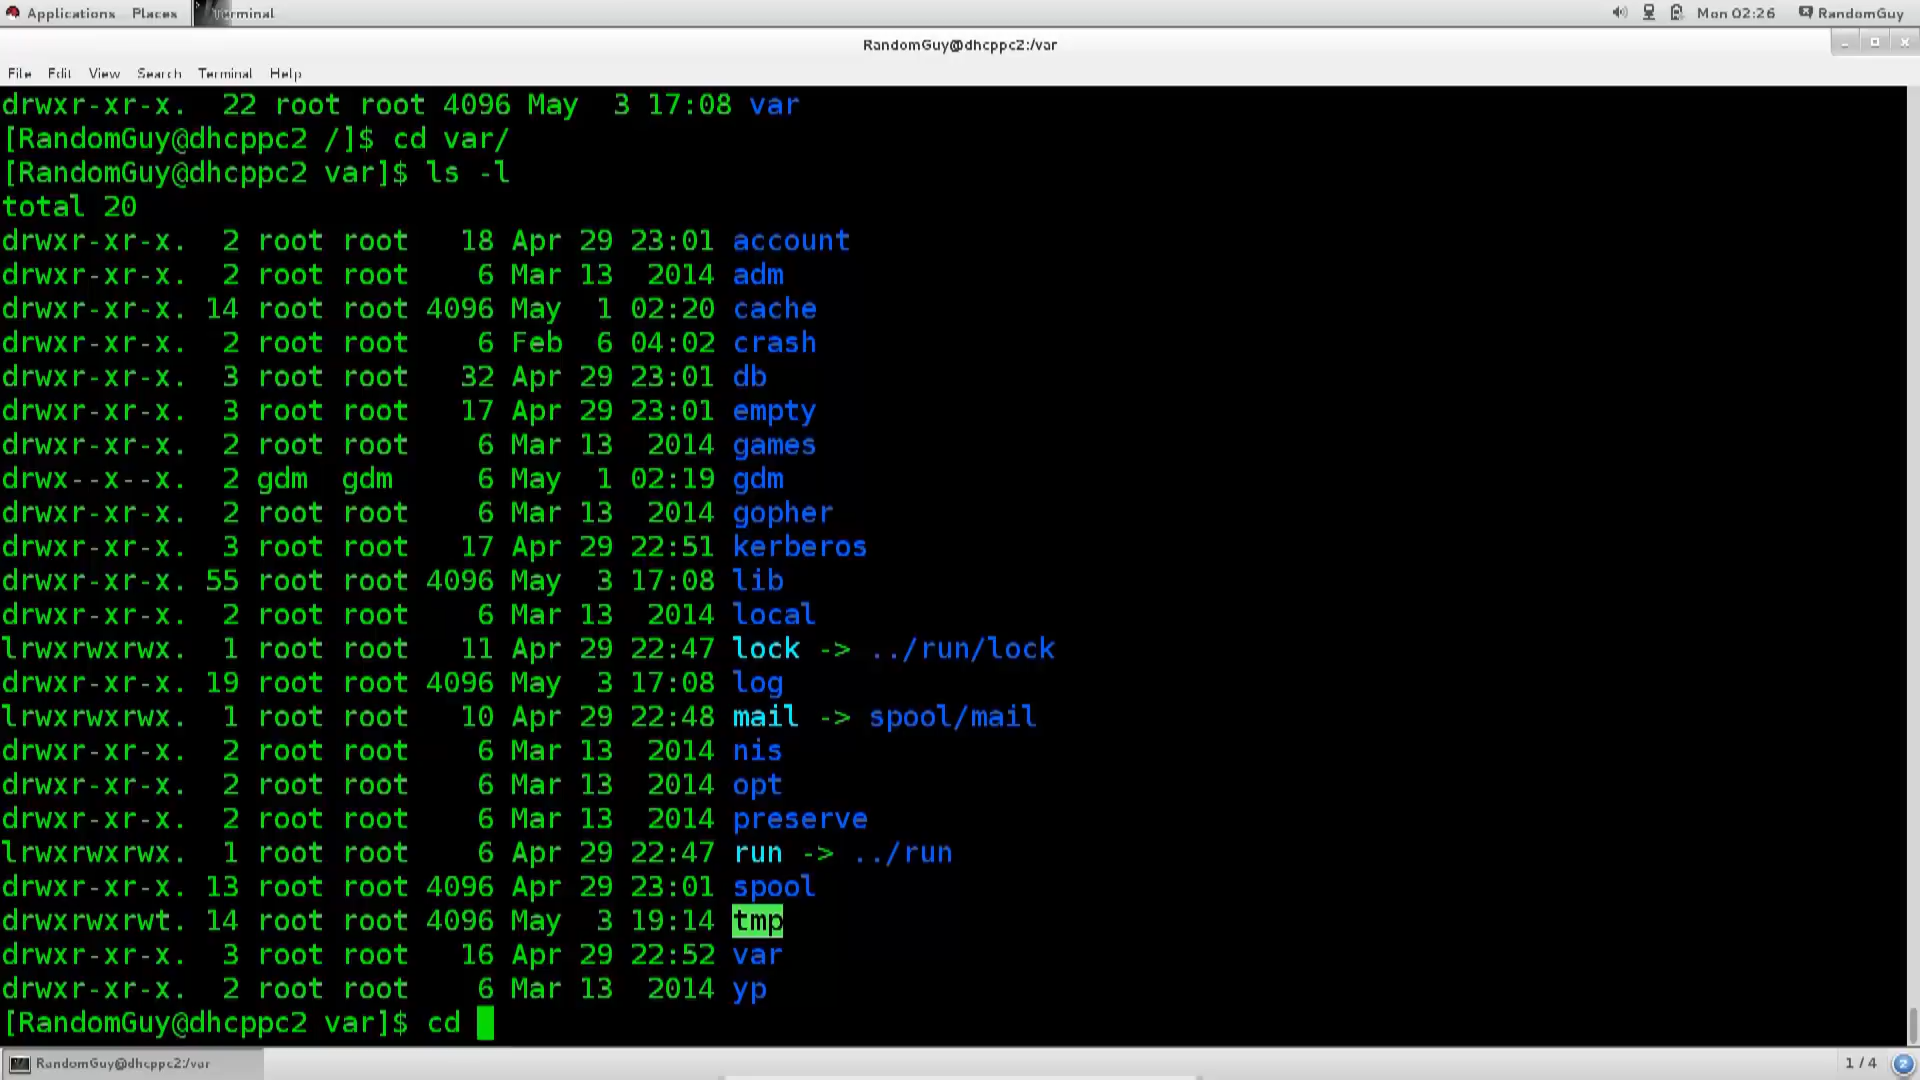 Applications Places Terminal Mon 02:26 RandomGuy
RandomGuy@dhcppc2:/var
File Edit View Search Terminal Help
drwxr-xr-x. 22 root root 4096 May 3 17:08 var
[RandomGuy@dhcppc2 /]$ cd var/
[RandomGuy@dhcppc2 var]$ ls -l
total 20
drwxr-xr-x. 2 root root 18 Apr 29 23:01 account
drwxr-xr-x. 2 root root 6 Mar 13 2014 adm
drwxr-xr-x. 14 root root 4096 May 1 02:20 cache
drwxr-xr-x. 2 root root 6 Feb 6 04:02 crash
drwxr-xr-x. 3 root root 32 Apr 29 23:01 db
drwxr-xr-x. 3 root root 17 Apr 29 23:01 empty
drwxr-xr-x. 2 root root 6 Mar 13 2014 games
drwx--x--x. 2 gdm gdm 6 May 1 02:19 gdm
drwxr-xr-x. 2 root root 6 Mar 13 2014 gopher
drwxr-xr-x. 3 root root 17 Apr 29 22:51 kerberos
drwxr-xr-x. 55 root root 4096 May 3 17:08 lib
drwxr-xr-x. 2 root root 6 Mar 13 2014 local
lrwxrwxrwx. 1 root root 11 Apr 29 22:47 lock -> ../run/lock
drwxr-xr-x. 19 root root 4096 May 3 17:08 log
lrwxrwxrwx. 1 root root 10 Apr 29 22:48 mail -> spool/mail
drwxr-xr-x. 2 root root 6 Mar 13 2014 nis
drwxr-xr-x. 2 root root 6 Mar 13 2014 opt
drwxr-xr-x. 2 root root 6 Mar 13 2014 preserve
lrwxrwxrwx. 1 root root 6 Apr 29 22:47 run -> ../run
drwxr-xr-x. 13 root root 4096 Apr 29 23:01 spool
drwxrwxrwt. 14 root root 4096 May 3 19:14 tmp
drwxr-xr-x. 3 root root 16 Apr 29 22:52 var
drwxr-xr-x. 2 root root 6 Mar 13 2014 yp
[RandomGuy@dhcppc2 var]$ cd
RandomGuy@dhcppc2:/var 1 / 4 2